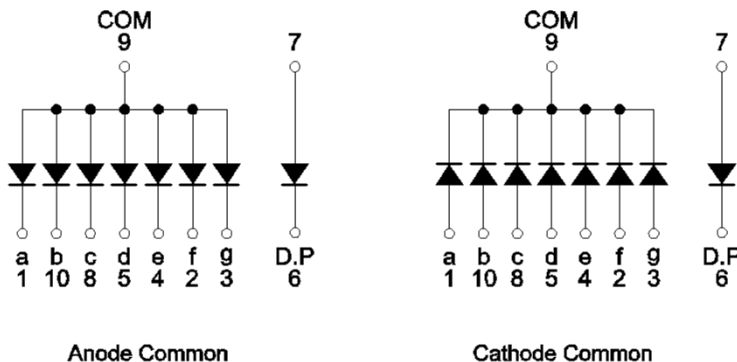 COM
9 7
a b c d e f g D.P
1 10 8 5 4 2 3 6
Anode Common
COM
9 7
a b c d e f g D.P
1 10 8 5 4 2 3 6
Cathode Common